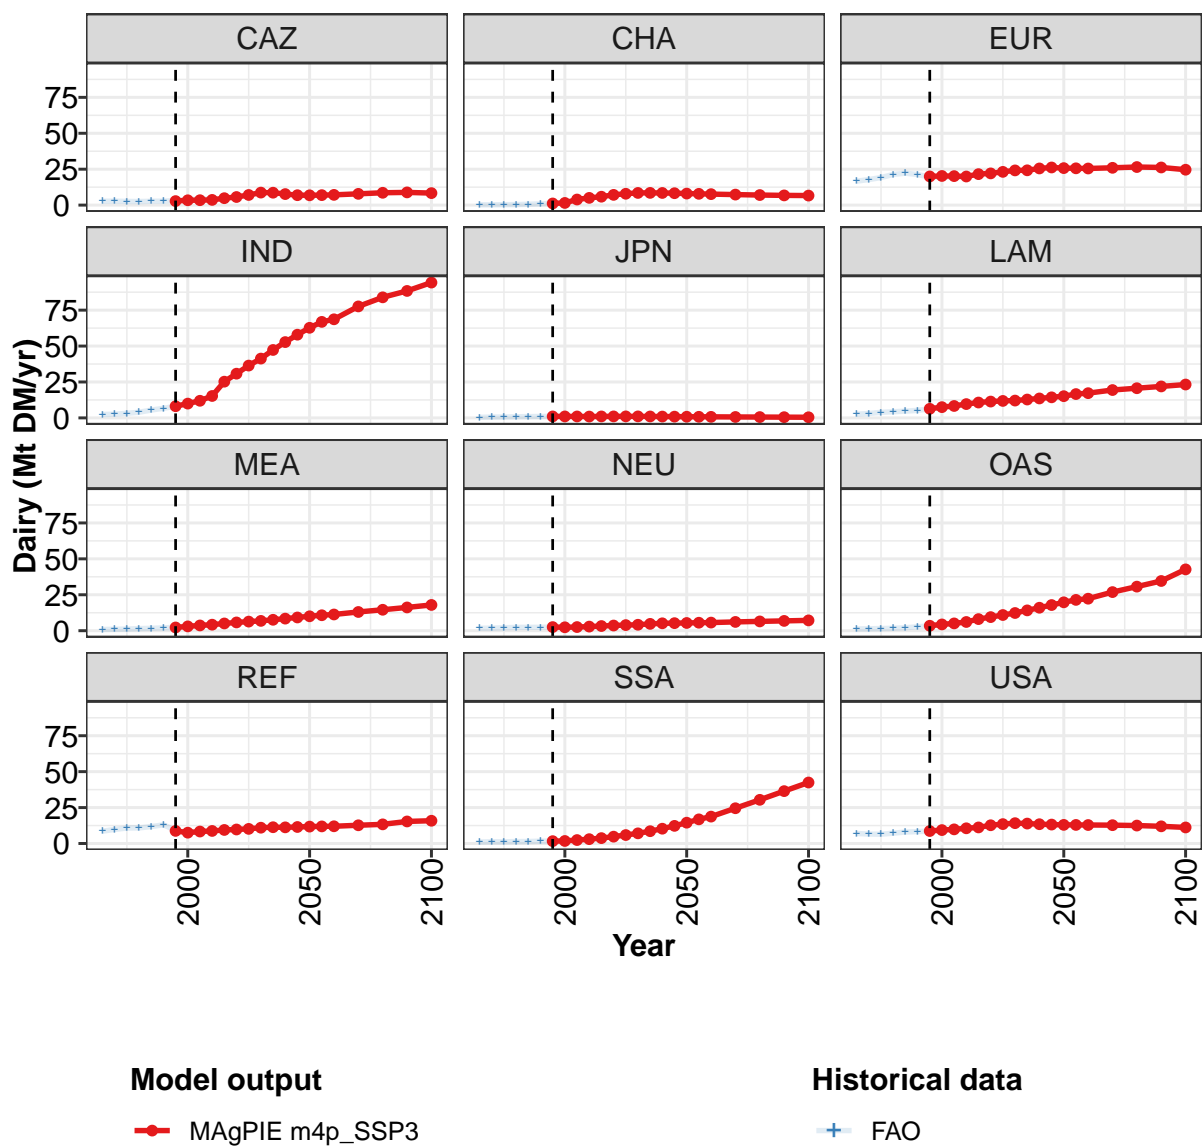 CAZ CHA EUR
75
50
25
0
IND JPN LAM
75
50
25
0
MEA NEU OAS
75
50
25
0
REF SSA USA
75
50
25
0
Dairy (Mt DM/yr)
2000 2050 2100 2000 2050 2100 2000 2050 2100
Year
Model output Historical data
MAgPIE m4p_SSP3 FAO